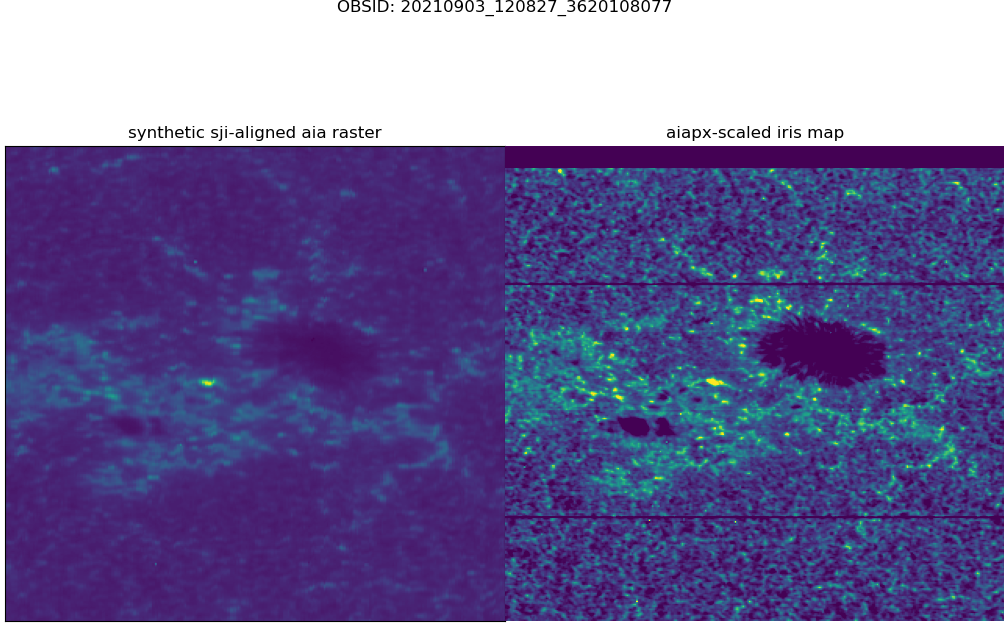 OBSID: 20210903_120827_3620108077
synthetic sji-aligned aia raster
aiapx-scaled iris map